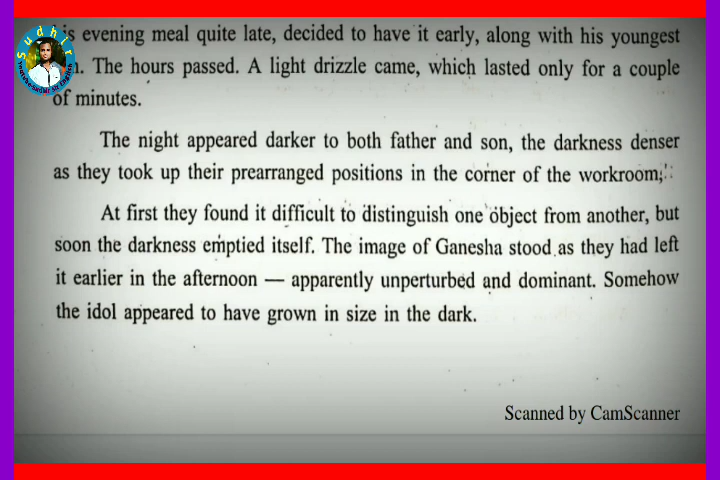 Sudhir
is evening meal quite late, decided to have it early, along with his youngest
. The hours passed. A light drizzle came, which lasted only for a couple
of minutes.
The night appeared darker to both father and son, the darkness denser
as they took up their prearranged positions in the corner of the workroom.
At first they found it difficult to distinguish one object from another, but
soon the darkness emptied itself. The image of Ganesha stood as they had left
it earlier in the afternoon — apparently unperturbed and dominant. Somehow
the idol appeared to have grown in size in the dark.
Scanned by CamScanner